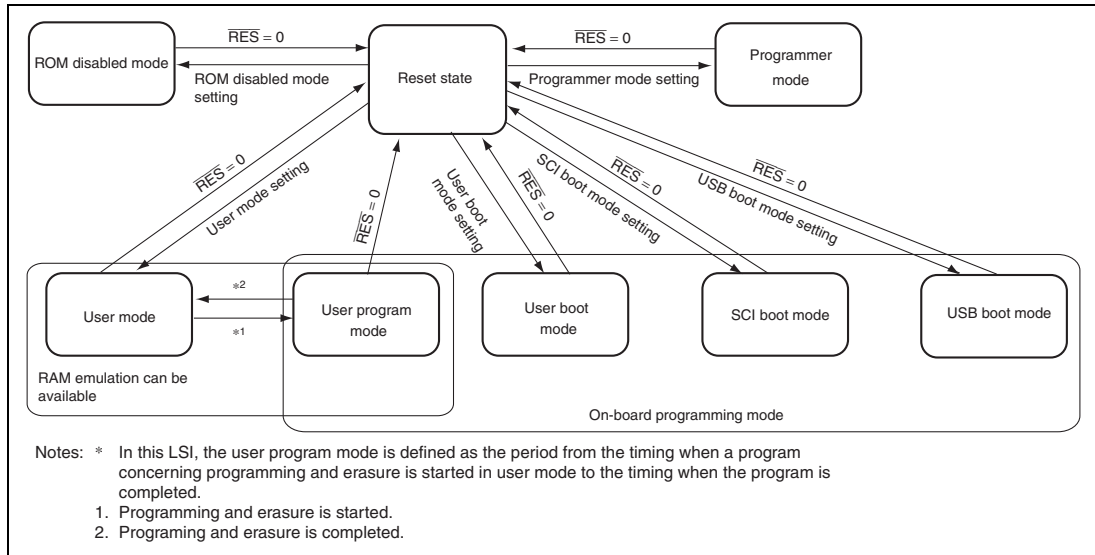 ROM disabled mode
RES = 0
ROM disabled mode
setting
Reset state
RES = 0
Programmer mode setting
Programmer
mode
RES = 0
User mode setting
RES = 0
User boot
mode setting
RES = 0
SCI boot mode setting
RES = 0
USB boot mode setting
RES = 0
User mode
*2
*1
User program
mode
User boot
mode
SCI boot mode
USB boot mode
RAM emulation can be
available
On-board programming mode
Notes: * In this LSI, the user program mode is defined as the period from the timing when a program
concerning programming and erasure is started in user mode to the timing when the program is
completed.
1. Programming and erasure is started.
2. Programing and erasure is completed.